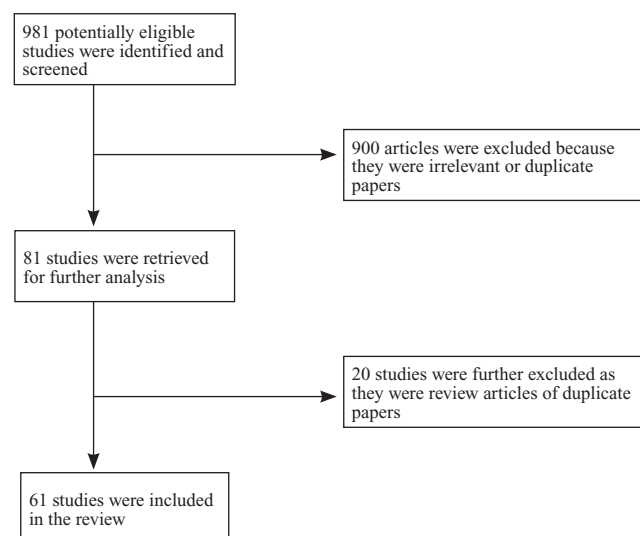 981 potentially eligible
studies were identified and
screened
900 articles were excluded because
they were irrelevant or duplicate
papers
81 studies were retrieved
for further analysis
20 studies were further excluded as
they were review articles of duplicate
papers
61 studies were included
in the review